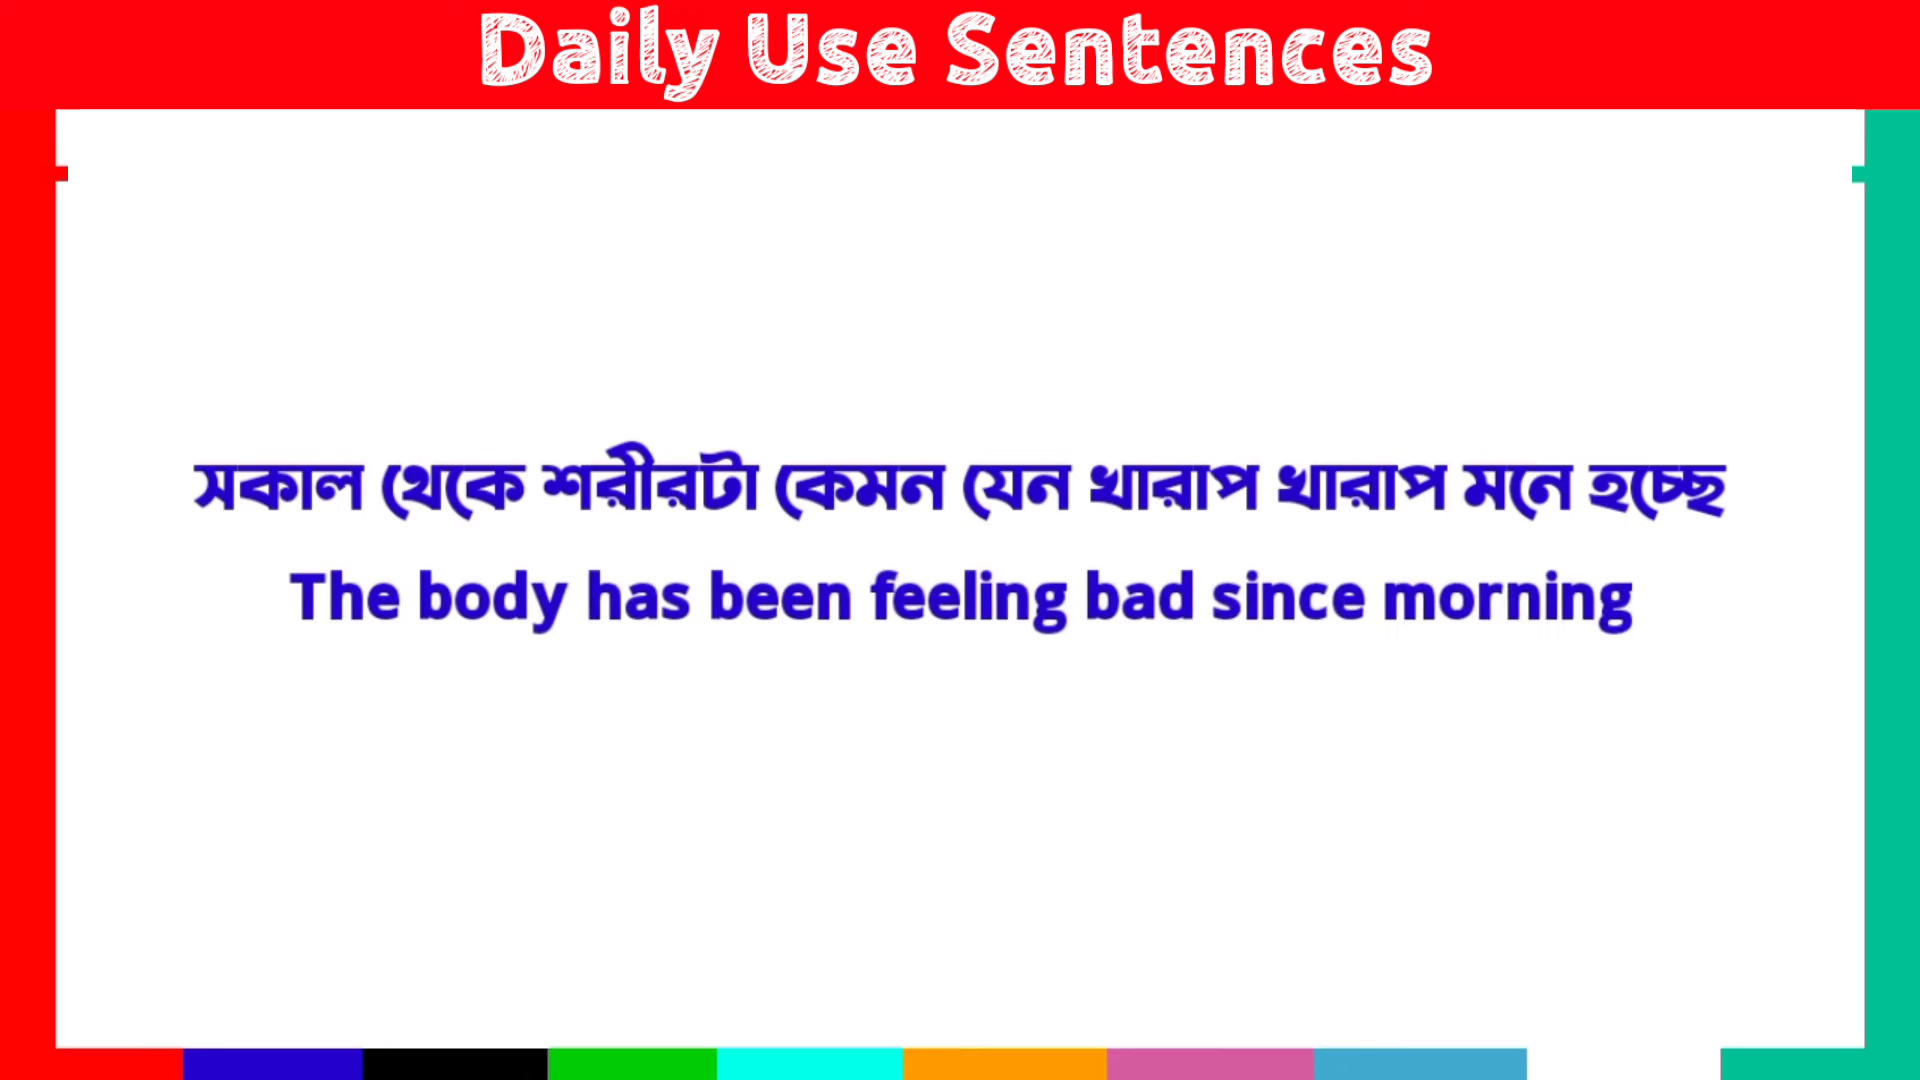 Daily Use Sentences
সকাল থেকে শরীরটা কেমন যেন খারাপ খারাপ মনে হচ্ছে
The body has been feeling bad since morning